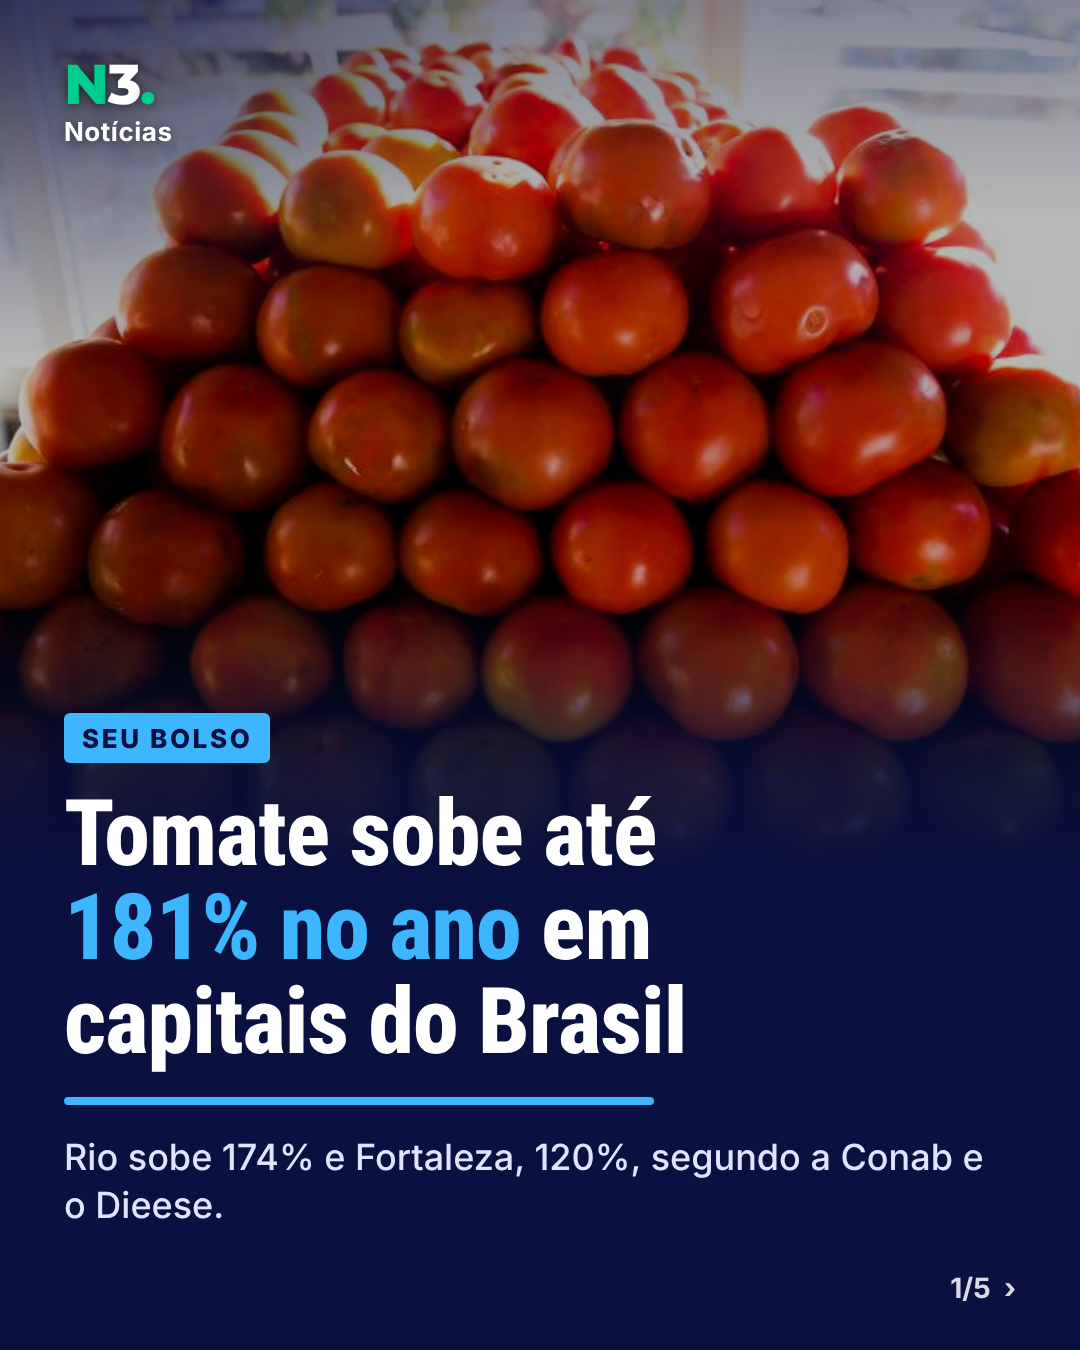 N3.
Notícias
SEU BOLSO
Tomate sobe até
181% no ano em
capitais do Brasil
Rio sobe 174% e Fortaleza, 120%, segundo a Conab e
o Dieese.
1/5 ›